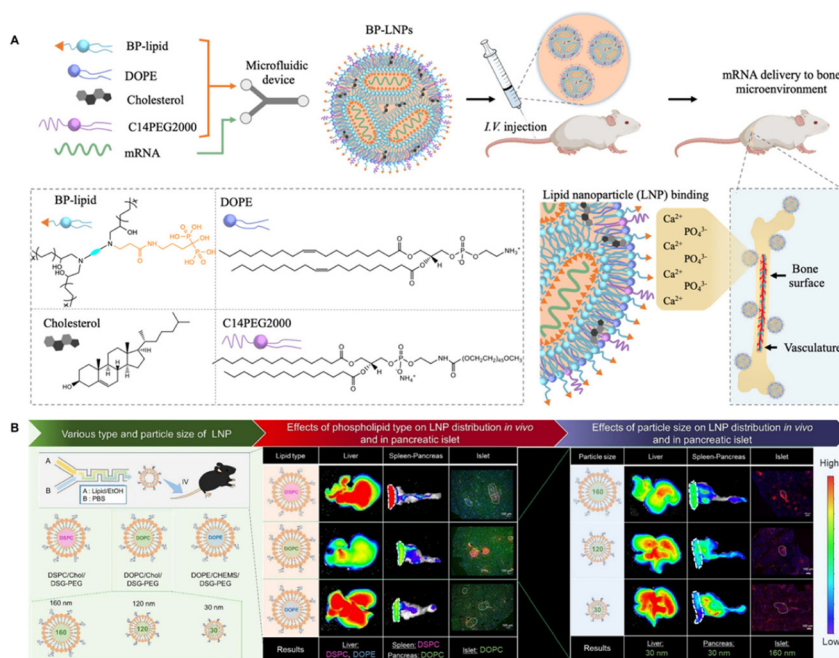 A
BP-lipid
DOPE
Cholesterol
C14PEG2000
mRNA
Microfluidic
device
BP-LNPs
I.V. injection
mRNA delivery to bone
microenvironment
BP-lipid
DOPE
Cholesterol
C14PEG2000
Lipid nanoparticle (LNP) binding
Ca²⁺
PO₄³⁻
Ca²⁺
PO₄³⁻
Ca²⁺
PO₄³⁻
Ca²⁺
Bone
surface
Vasculature
B
Various type and particle size of LNP
A
B
IV
A : Lipid/EtOH
B : PBS
DSPC
DOPC
DOPE
DSPC/Chol/
DSG-PEG
DOPC/Chol/
DSG-PEG
DOPE/CHEMS/
DSG-PEG
160 nm
120 nm
30 nm
160
120
30
Effects of phospholipid type on LNP distribution in vivo
and in pancreatic islet
Lipid type
Liver
Spleen-Pancreas
Islet
DSPC
DOPC
DOPE
Results
Liver:
DSPC, DOPE
Spleen: DSPC
Pancreas: DOPC
Islet: DOPC
Effects of particle size on LNP distribution in vivo
and in pancreatic islet
Particle size
Liver
Spleen-Pancreas
Islet
160
120
30
Results
Liver:
30 nm
Pancreas:
30 nm
Islet:
160 nm
High
Low